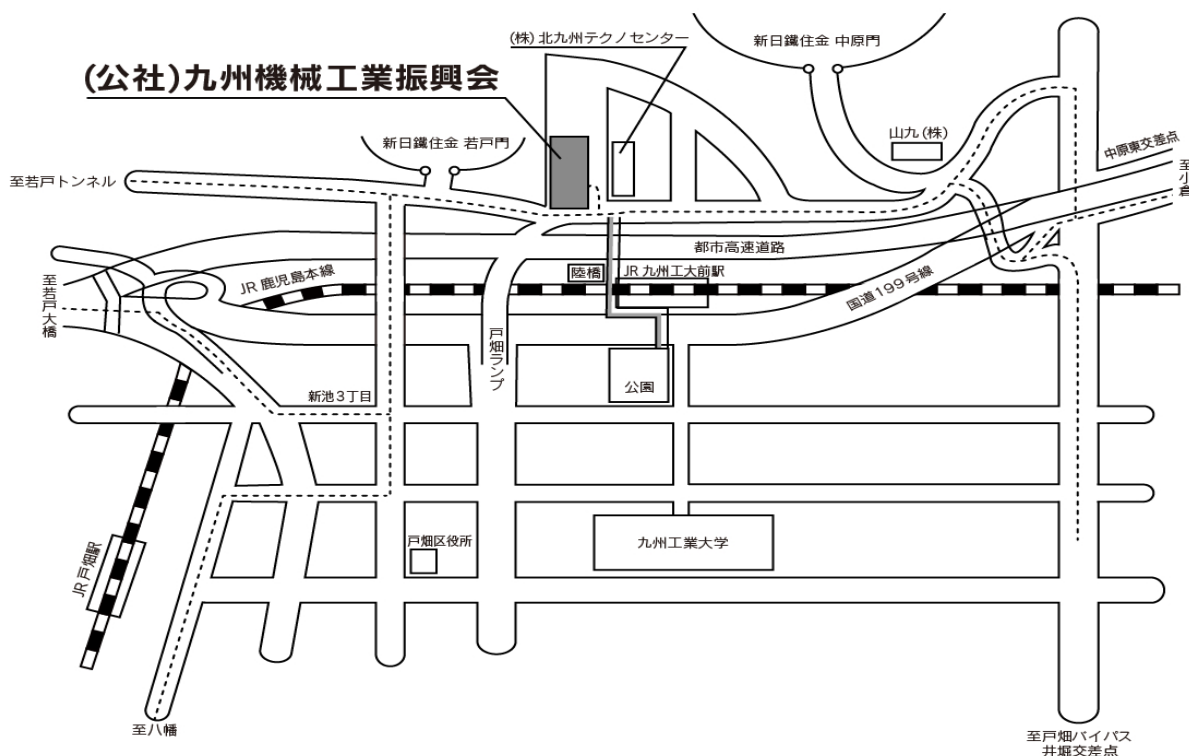 (株)北九州テクノセンター
新日鐵住金 中原門
(公社)九州機械工業振興会
新日鐵住金 若戸門
山九(株)
中原東交差点
至小倉
至若戸トンネル
都市高速道路
陸橋
JR 九州工大前駅
JR 鹿児島本線
国道199号線
至若戸大橋
戸畑ランプ
公園
新池3丁目
戸畑区役所
九州工業大学
JR 戸畑駅
至八幡
至戸畑バイパス
井堀交差点